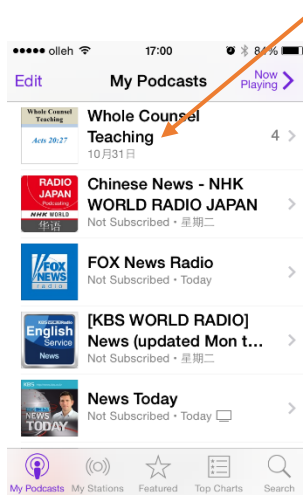 olleh 17:00 84%
Edit My Podcasts Now Playing
Whole Counsel
Teaching
Acts 20:27
Whole Counsel
Teaching 4
10月31日
RADIO
JAPAN
Podcasting
NHK WORLD
华语
Chinese News - NHK
WORLD RADIO JAPAN
Not Subscribed • 星期二
FOX
NEWS
radio
FOX News Radio
Not Subscribed • Today
KBS WORLD Radio
English
Service
News
[KBS WORLD RADIO]
News (updated Mon t...
Not Subscribed • 星期二
NEWS
TODAY
News Today
Not Subscribed • Today
My Podcasts My Stations Featured Top Charts Search